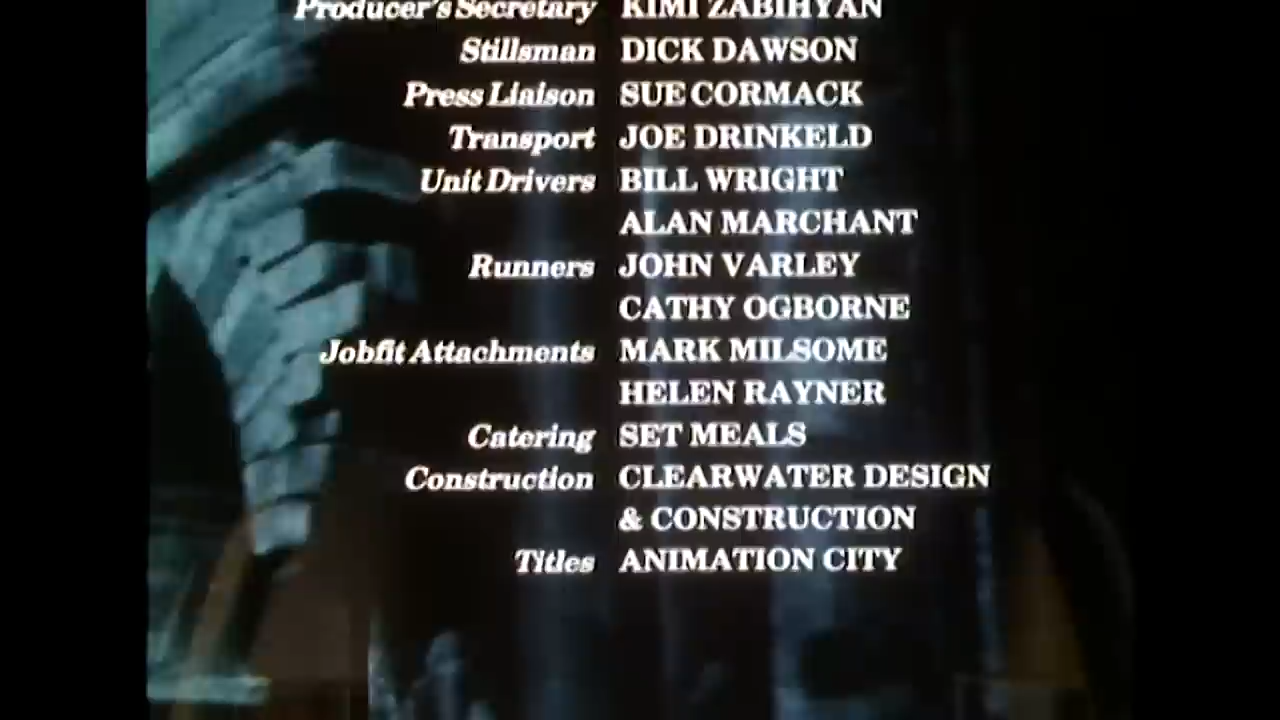 Producer's Secretary KIMI ZABIHYAN
Stillsman DICK DAWSON
Press Liaison SUE CORMACK
Transport JOE DRINKELD
Unit Drivers BILL WRIGHT
ALAN MARCHANT
Runners JOHN VARLEY
CATHY OGBORNE
Jobfit Attachments MARK MILSOME
HELEN RAYNER
Catering SET MEALS
Construction CLEARWATER DESIGN
& CONSTRUCTION
Titles ANIMATION CITY